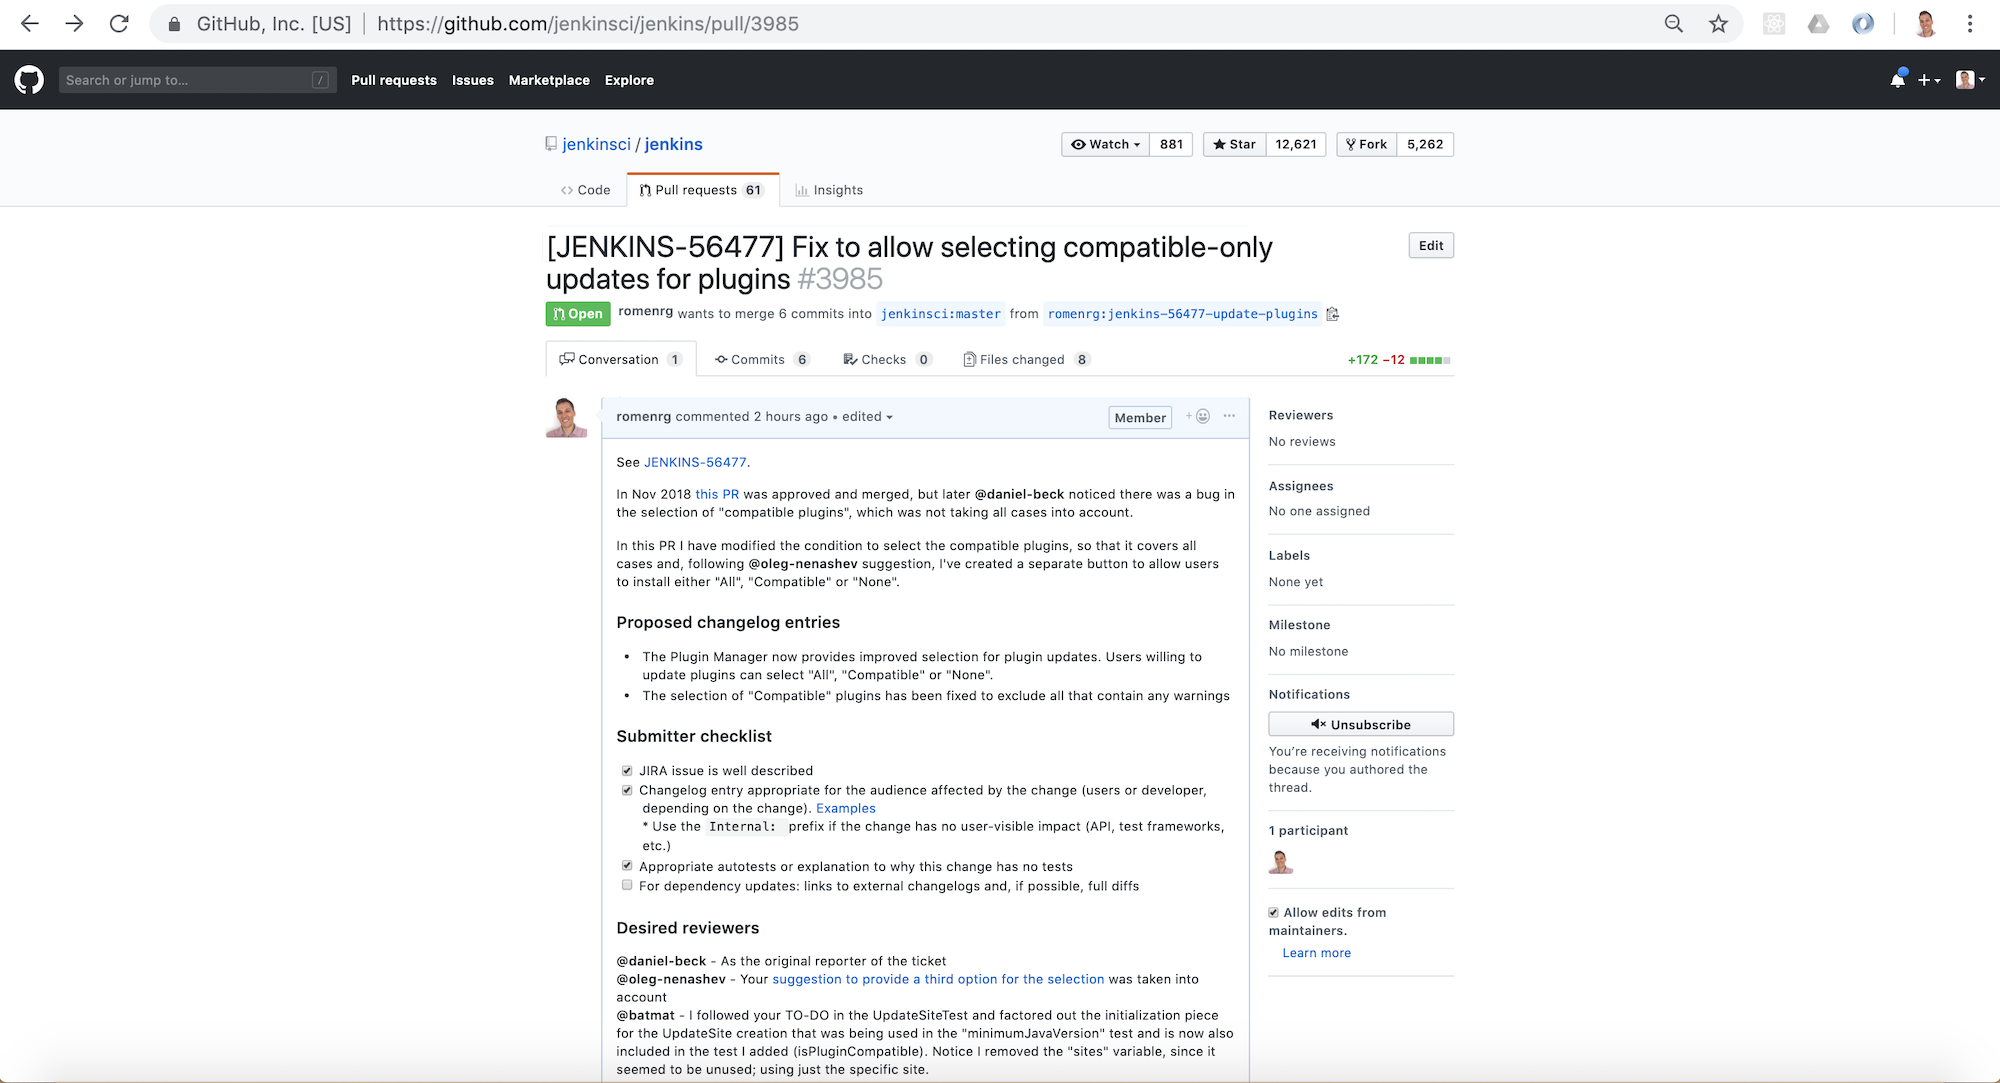 GitHub, Inc. [US] | https://github.com/jenkinsci/jenkins/pull/3985
Search or jump to... /
Pull requests Issues Marketplace Explore
jenkinsci / jenkins
Watch 881 Star 12,621 Fork 5,262
Code Pull requests 61 Insights
[JENKINS-56477] Fix to allow selecting compatible-only
updates for plugins #3985
Edit
Open romenrg wants to merge 6 commits into jenkinsci:master from romenrg:jenkins-56477-update-plugins
Conversation 1 Commits 6 Checks 0 Files changed 8 +172 −12
romenrg commented 2 hours ago • edited Member
See JENKINS-56477.
In Nov 2018 this PR was approved and merged, but later @daniel-beck noticed there was a bug in
the selection of "compatible plugins", which was not taking all cases into account.
In this PR I have modified the condition to select the compatible plugins, so that it covers all
cases and, following @oleg-nenashev suggestion, I've created a separate button to allow users
to install either "All", "Compatible" or "None".
Proposed changelog entries
• The Plugin Manager now provides improved selection for plugin updates. Users willing to
update plugins can select "All", "Compatible" or "None".
• The selection of "Compatible" plugins has been fixed to exclude all that contain any warnings
Submitter checklist
JIRA issue is well described
Changelog entry appropriate for the audience affected by the change (users or developer,
depending on the change). Examples
* Use the Internal: prefix if the change has no user-visible impact (API, test frameworks,
etc.)
Appropriate autotests or explanation to why this change has no tests
For dependency updates: links to external changelogs and, if possible, full diffs
Desired reviewers
@daniel-beck - As the original reporter of the ticket
@oleg-nenashev - Your suggestion to provide a third option for the selection was taken into
account
@batmat - I followed your TO-DO in the UpdateSiteTest and factored out the initialization piece
for the UpdateSite creation that was being used in the "minimumJavaVersion" test and is now also
included in the test I added (isPluginCompatible). Notice I removed the "sites" variable, since it
seemed to be unused; using just the specific site.
Reviewers
No reviews
Assignees
No one assigned
Labels
None yet
Milestone
No milestone
Notifications
Unsubscribe
You're receiving notifications
because you authored the
thread.
1 participant
Allow edits from
maintainers.
Learn more